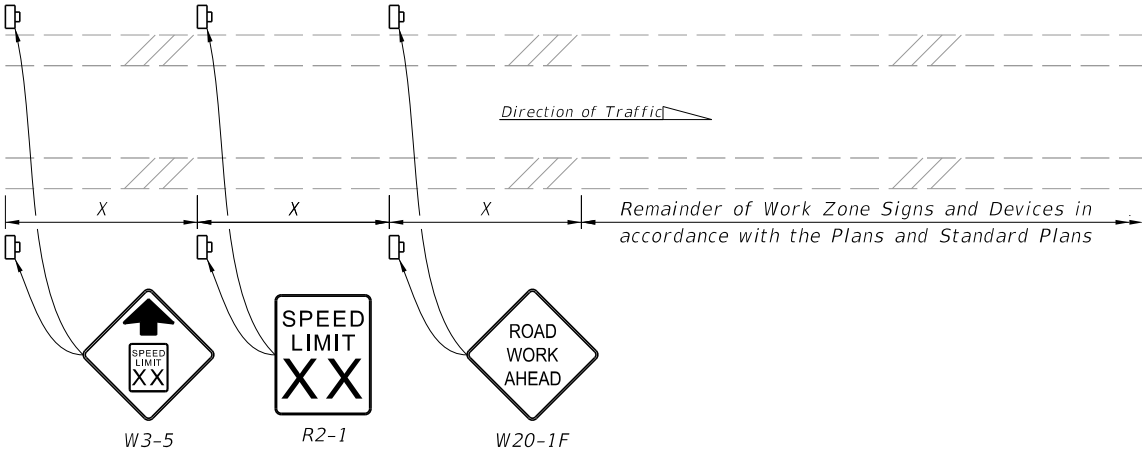 Direction of Traffic
X
X
X
Remainder of Work Zone Signs and Devices in
accordance with the Plans and Standard Plans
SPEED
LIMIT
XX
W3-5
SPEED
LIMIT
XX
R2-1
ROAD
WORK
AHEAD
W20-1F